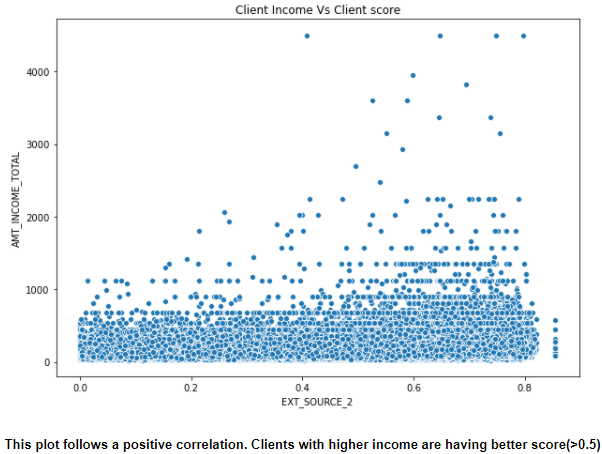 Client Income Vs Client score
4000
3000
2000
1000
0
AMT_INCOME_TOTAL
0.0 0.2 0.4 0.6 0.8
EXT_SOURCE_2
This plot follows a positive correlation. Clients with higher income are having better score(>0.5)